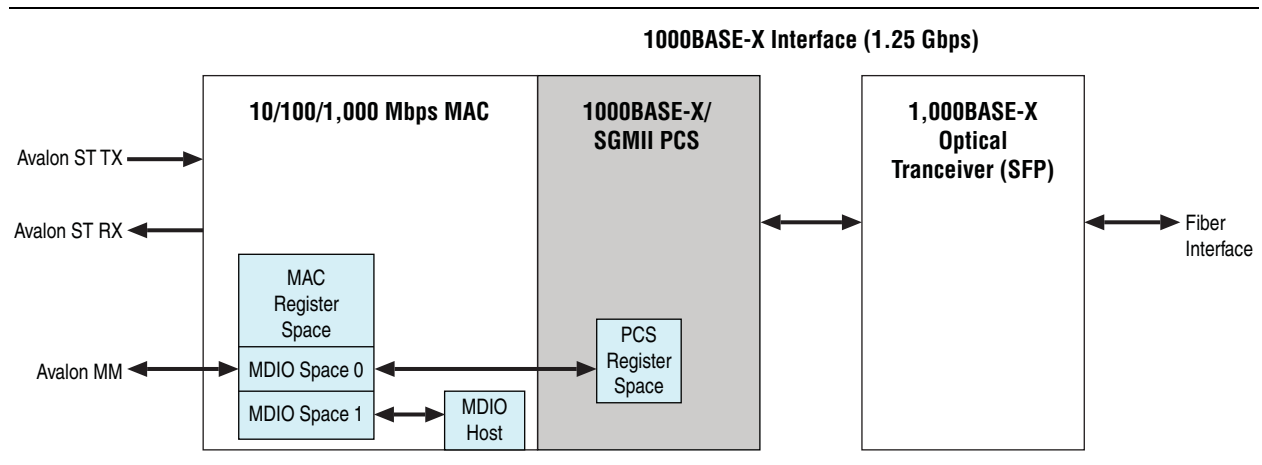 1000BASE-X Interface (1.25 Gbps)
10/100/1,000 Mbps MAC
1000BASE-X/
SGMII PCS
1,000BASE-X
Optical
Tranceiver (SFP)
Avalon ST TX
Avalon ST RX
Fiber
Interface
MAC
Register
Space
PCS
Register
Space
Avalon MM
MDIO Space 0
MDIO Space 1
MDIO
Host